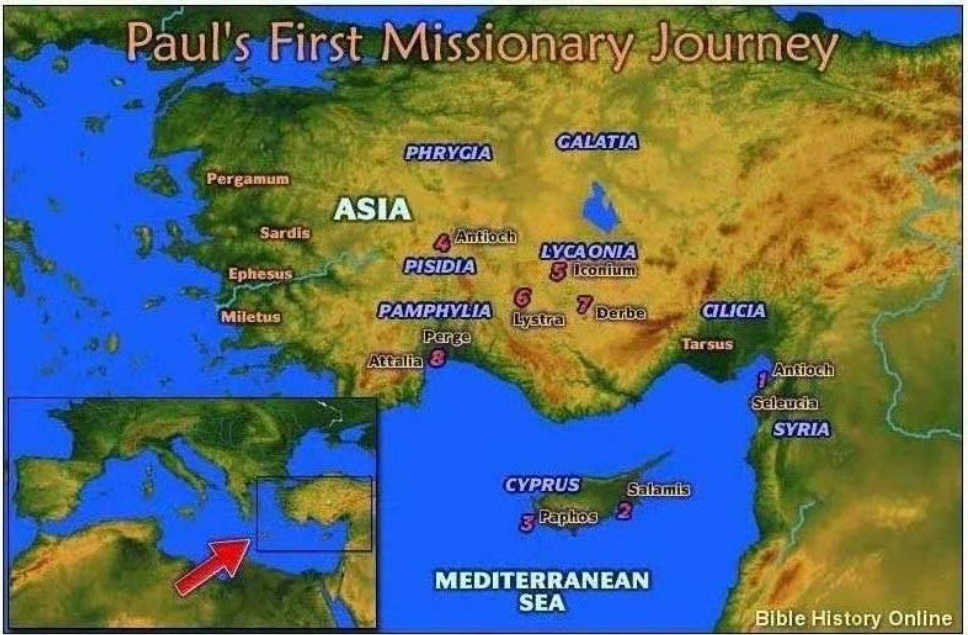 Paul's First Missionary Journey
PHRYGIA
GALATIA
Pergamum
ASIA
Sardis
4 Antioch
LYCAONIA
PISIDIA
5 Iconium
Ephesus
6
Lystra
7 Derbe
PAMPHYLIA
CILICIA
Miletus
Perge
Tarsus
Attalia 8
1 Antioch
Seleucia
SYRIA
CYPRUS
Salamis
2
3 Paphos
MEDITERRANEAN
SEA
Bible History Online